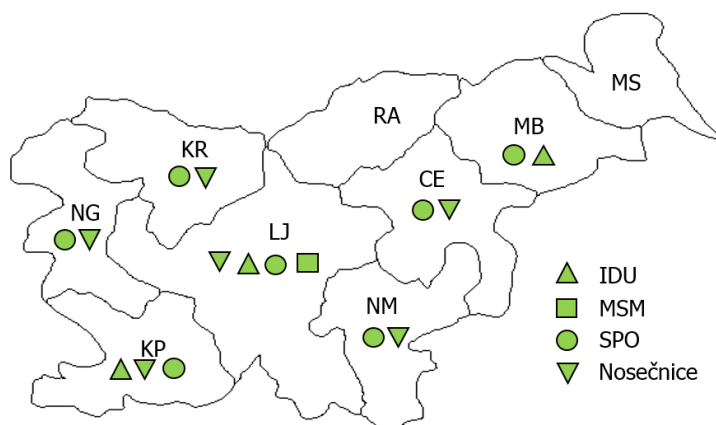 MS
RA
MB
KR
CE
NG
LJ
NM
KP
IDU
MSM
SPO
Nosečnice